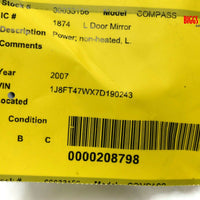 Stock # 60633156 Model COMPASS
IC # 1874 L Door Mirror
Description Power; non-heated, L.
Comments
Year 2007
VIN 1J8FT47WX7D190243
Located
Condition B C L
0000208798